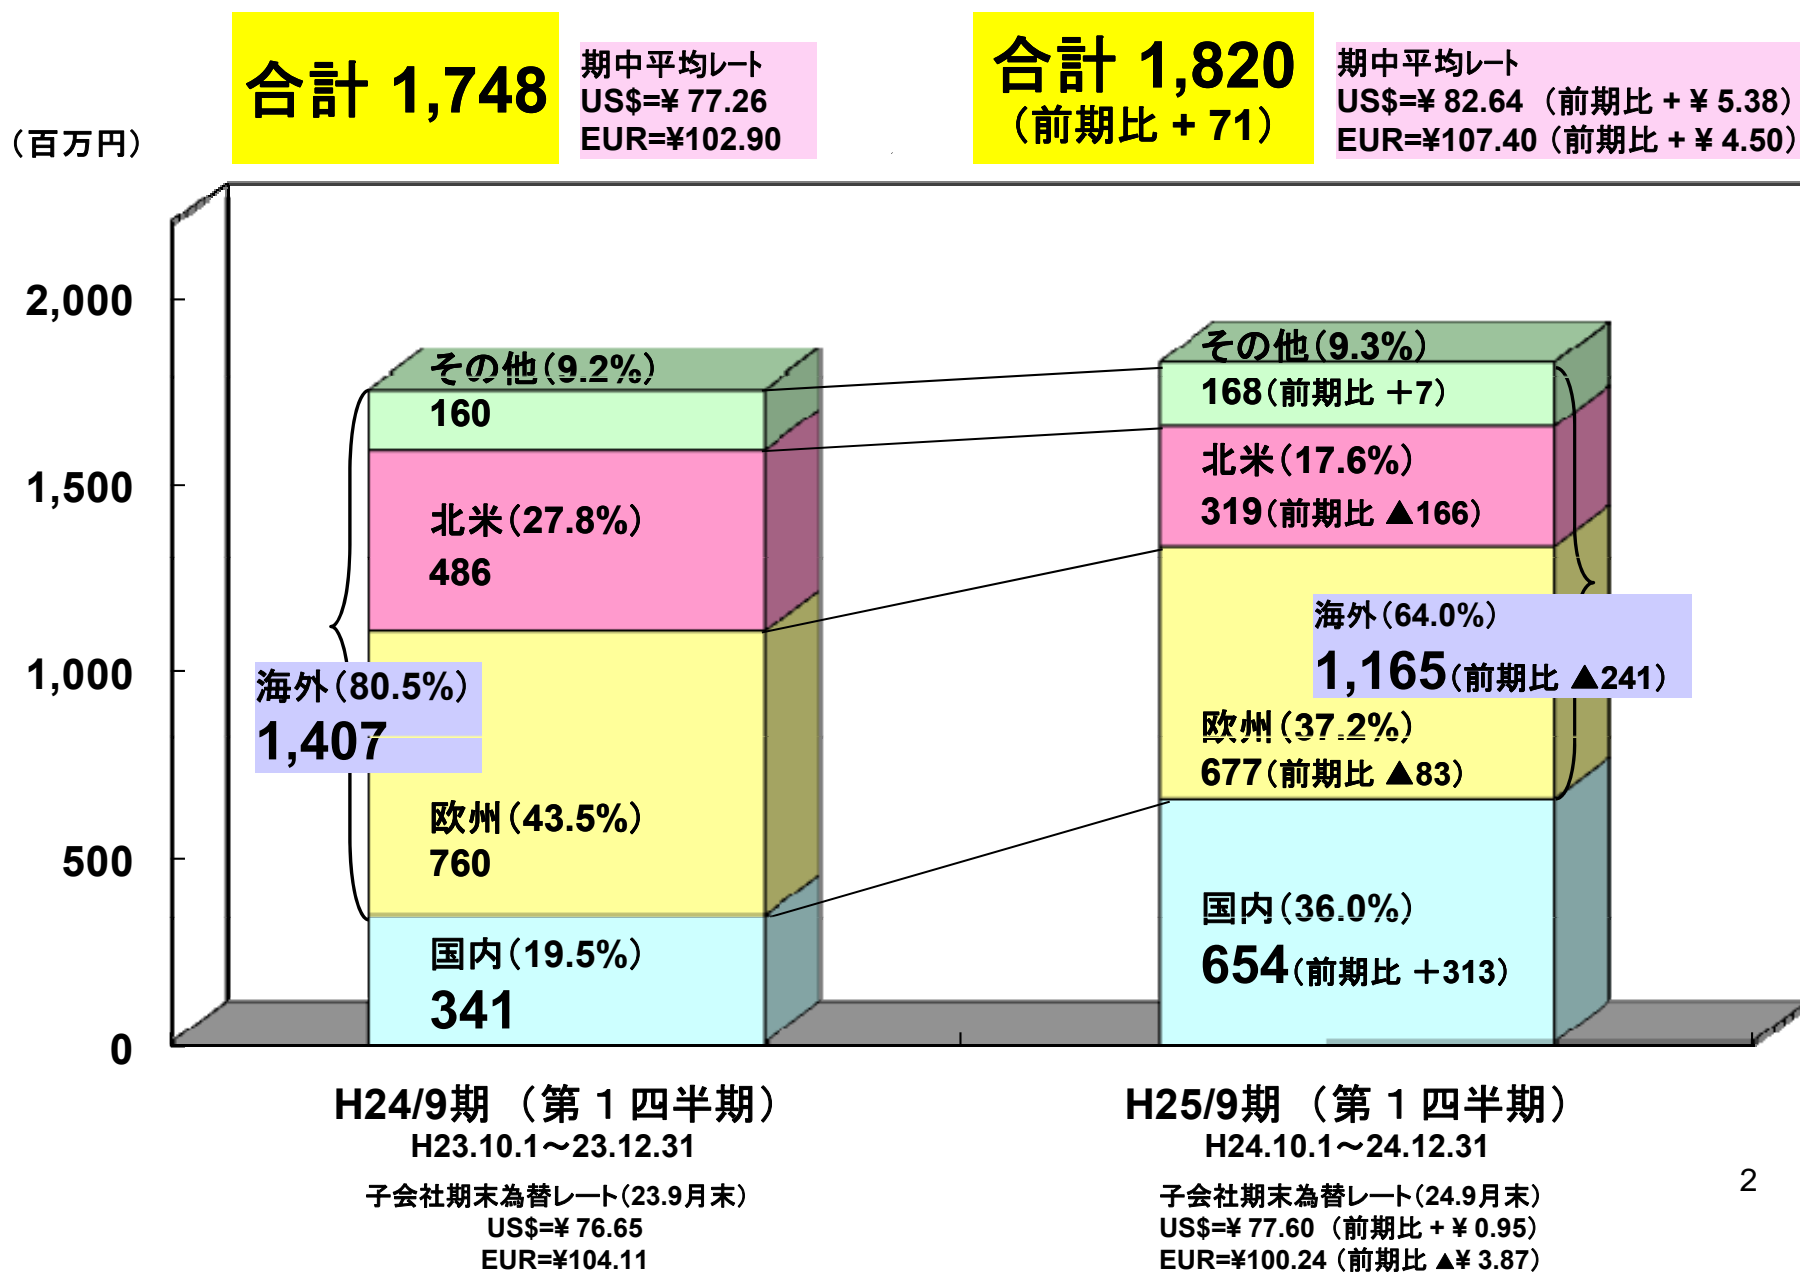 合計 1,748
期中平均レート
US$=¥ 77.26
EUR=¥102.90
合計 1,820
（前期比 + 71）
期中平均レート
US$=¥ 82.64 （前期比 + ¥ 5.38）
EUR=¥107.40 （前期比 + ¥ 4.50）
（百万円）
2,000
1,500
1,000
500
0
その他（9.2%）
160
北米（27.8%）
486
海外（80.5%）
1,407
欧州（43.5%）
760
国内（19.5%）
341
その他（9.3%）
168（前期比 ＋7）
北米（17.6%）
319（前期比 ▲166）
海外（64.0%）
1,165（前期比 ▲241）
欧州（37.2%）
677（前期比 ▲83）
国内（36.0%）
654（前期比 ＋313）
H24/9期 （第１四半期）
H23.10.1～23.12.31
子会社期末為替レート（23.9月末）
US$=¥ 76.65
EUR=¥104.11
H25/9期 （第１四半期）
H24.10.1～24.12.31
子会社期末為替レート（24.9月末）
US$=¥ 77.60 （前期比 + ¥ 0.95）
EUR=¥100.24 （前期比 ▲¥ 3.87）
2